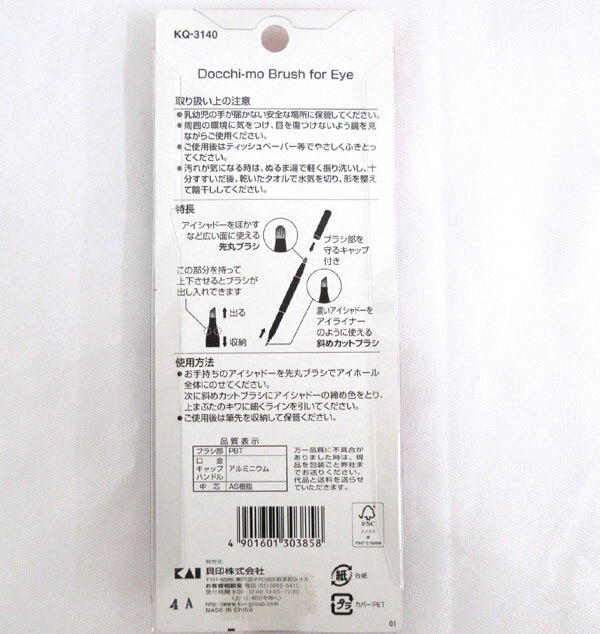 KQ-3140
Docchi-mo Brush for Eye
取り扱い上の注意
●乳幼児の手が届かない安全な場所に保管してください。
●周囲の環境に気をつけ、目を傷つけないよう鏡を見
ながらご使用ください。
●ご使用後はティッシュペーパー等でやさしくふきとっ
てください。
●汚れが気になる時は、ぬるま湯で軽く振り洗いし、十
分すすいだ後、乾いたタオルで水気を切り、形を整え
て陰干ししてください。
特長
アイシャドーをぼかす
など広い面に使える
先丸ブラシ
ブラシ部を
守るキャップ
付き
この部分を持って
上下させるとブラシが
出し入れできます
出る
収納
濃いアイシャドーを
アイライナー
のように使える
斜めカットブラシ
使用方法
●お手持ちのアイシャドーを先丸ブラシでアイホール
全体にのせてください。
次に斜めカットブラシにアイシャドーの締め色をとり、
上まぶたのキワに細くラインを引いてください。
●ご使用後は筆先を収納して保管ください。
品質表示
ブラシ部 PBT
口金
キャップ アルミニウム
ハンドル
中芯 AS樹脂
万一品質に不具合が
ありました時は、現
品を包装ごと弊社ま
でお送りください。
代品と送料を送らせ
ていただきます。
4 901601 303858
FSC
発売元
KAI 貝印株式会社
お客様相談室
http://www.kai-group.com
MADE IN CHINA
4 A
紙 台紙
プラ カバー:PET
01